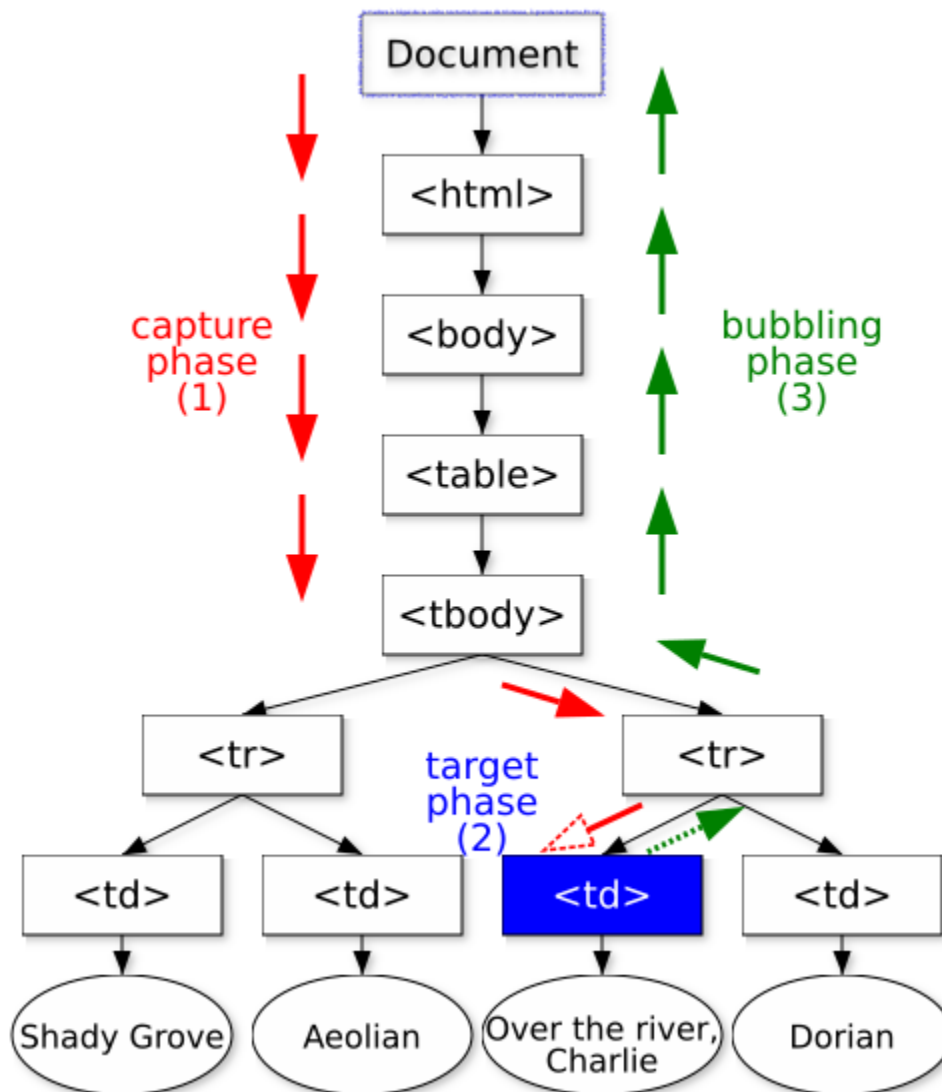 Document
<html>
capture
phase
(1)
<body>
bubbling
phase
(3)
<table>
<tbody>
<tr>
<tr>
target
phase
(2)
<td>
<td>
<td>
<td>
Shady Grove
Aeolian
Over the river,
Charlie
Dorian